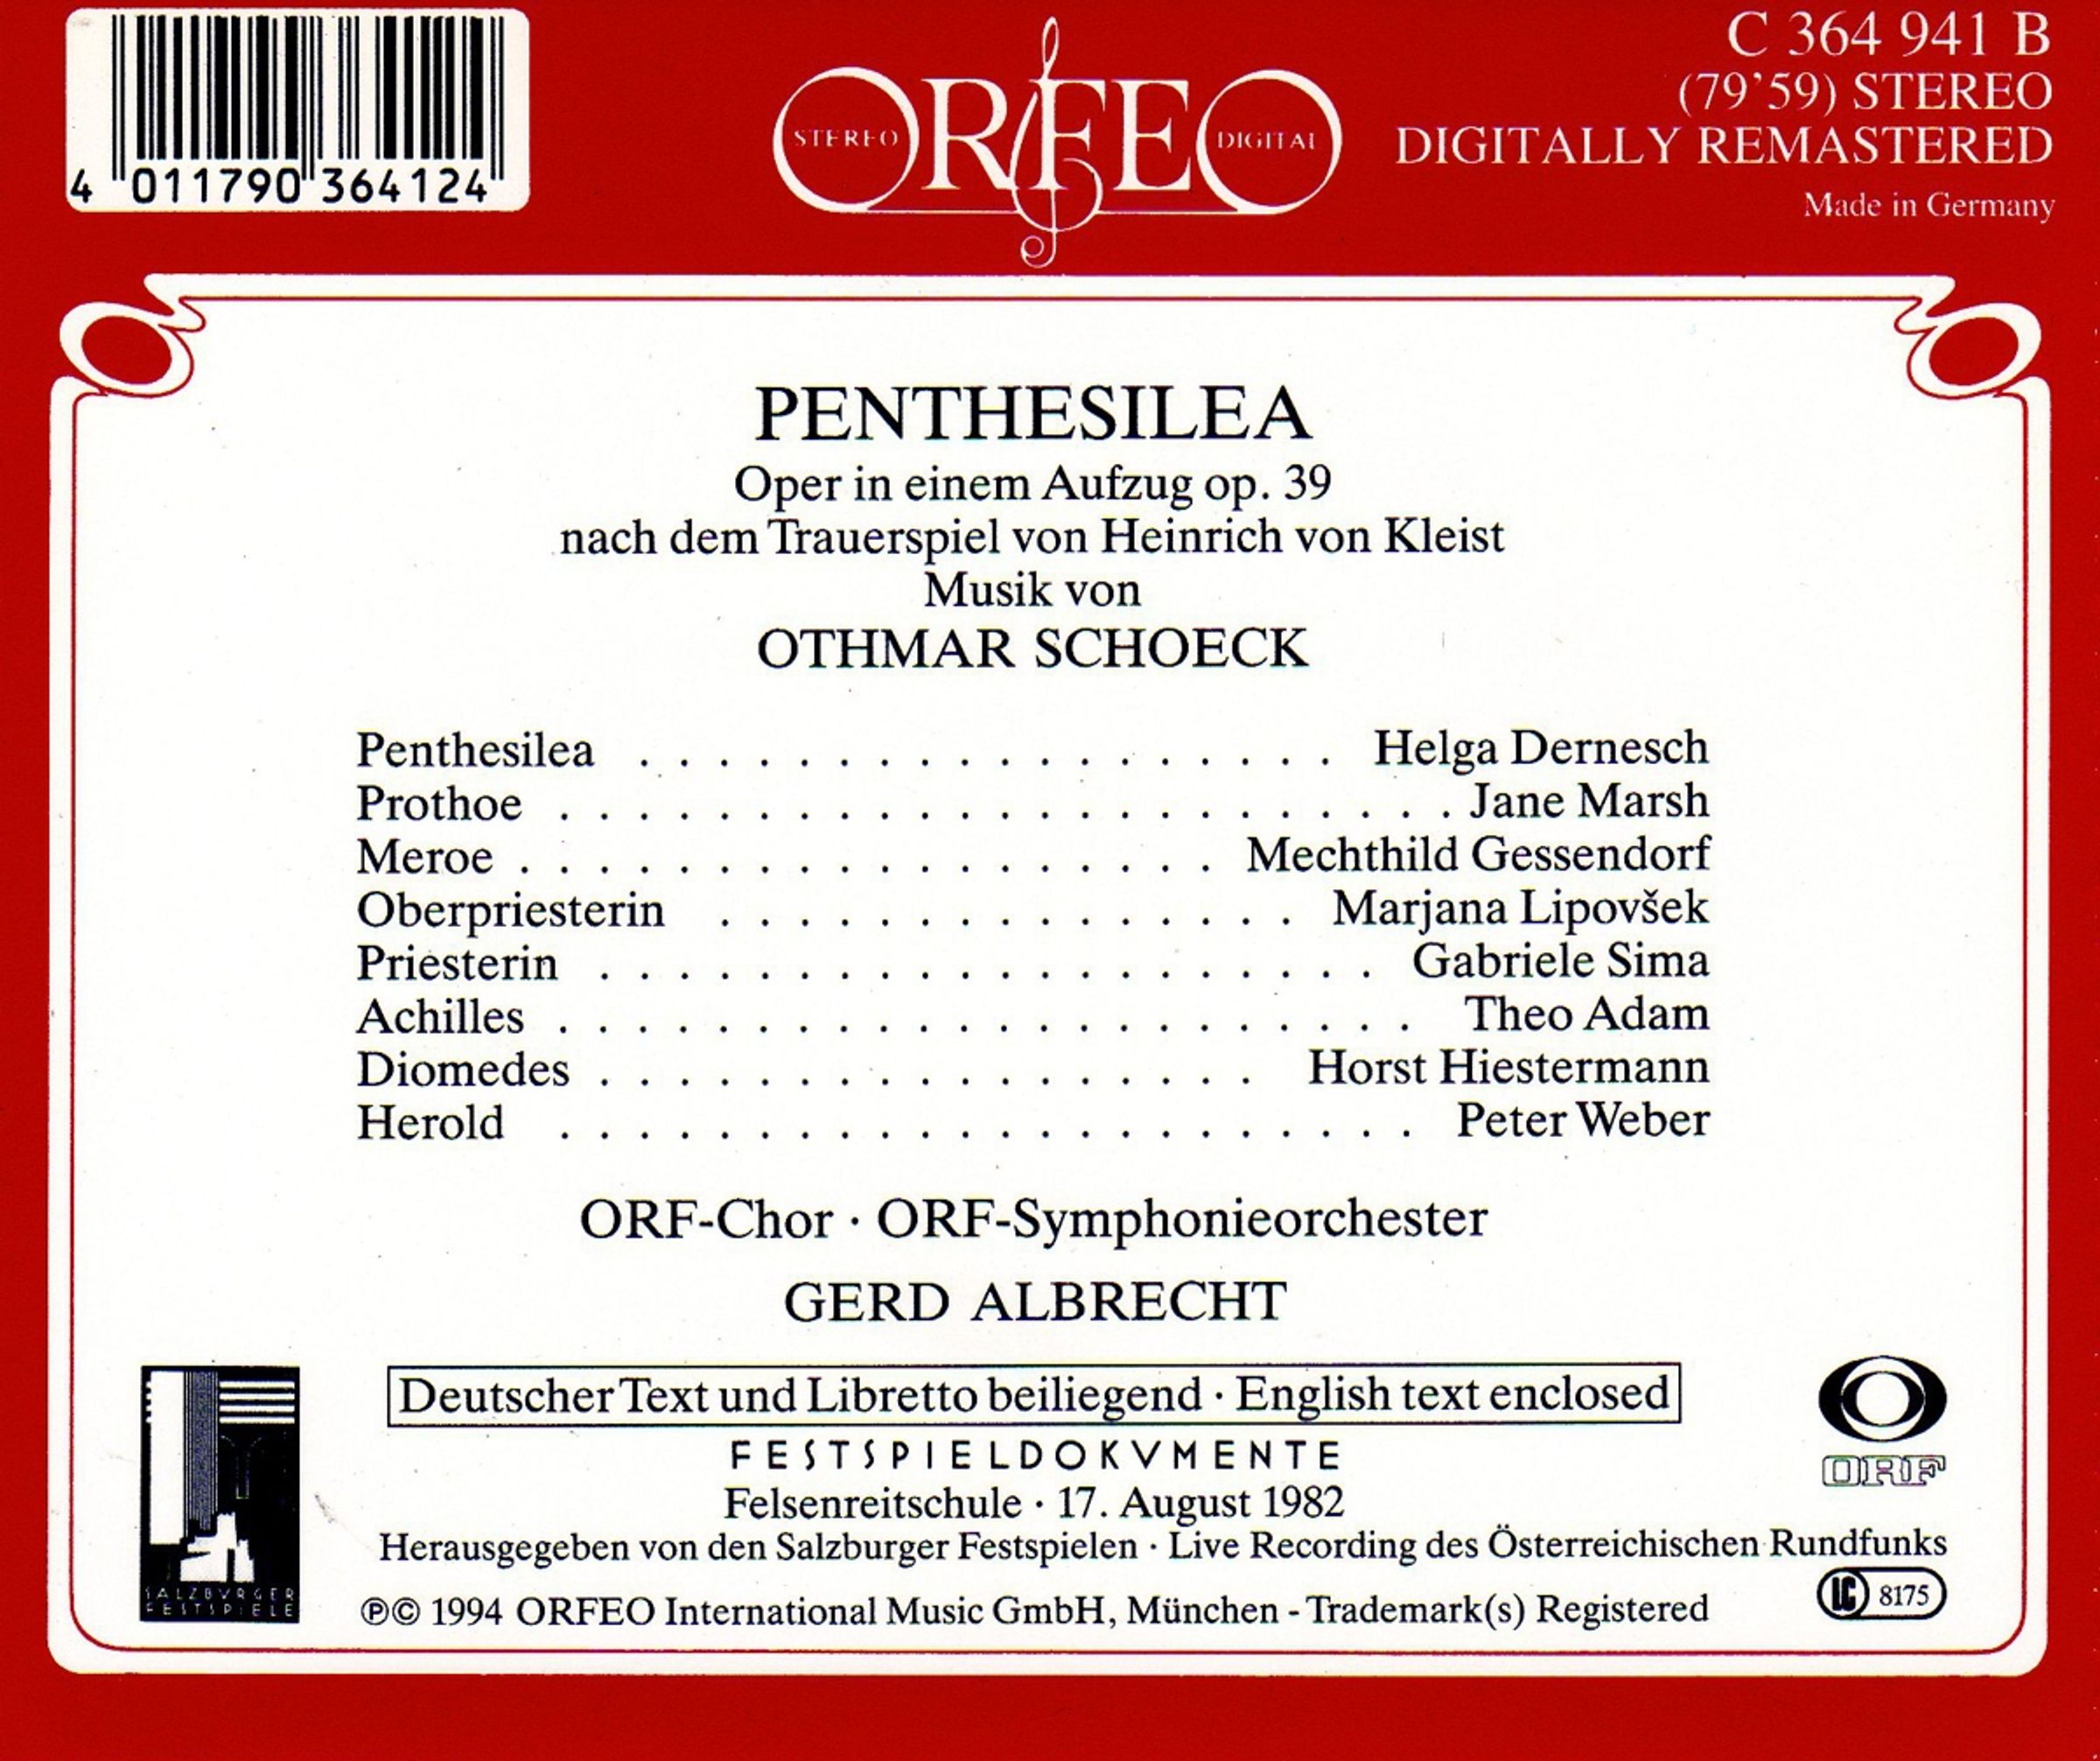 4 011790 364124
ORFEO
STEREO
DIGITAL
C 364 941 B
(79'59) STEREO
DIGITALLY REMASTERED
Made in Germany
PENTHESILEA
Oper in einem Aufzug op. 39
nach dem Trauerspiel von Heinrich von Kleist
Musik von
OTHMAR SCHOECK
Penthesilea . . . . . . . . . . . . . . . . . . Helga Dernesch
Prothoe . . . . . . . . . . . . . . . . . . . . . . . Jane Marsh
Meroe . . . . . . . . . . . . . . . . . . Mechthild Gessendorf
Oberpriesterin . . . . . . . . . . . . . . . Marjana Lipovšek
Priesterin . . . . . . . . . . . . . . . . . . . . Gabriele Sima
Achilles . . . . . . . . . . . . . . . . . . . . . . Theo Adam
Diomedes . . . . . . . . . . . . . . . . . Horst Hiestermann
Herold . . . . . . . . . . . . . . . . . . . . . . Peter Weber
ORF-Chor · ORF-Symphonieorchester
GERD ALBRECHT
Deutscher Text und Libretto beiliegend · English text enclosed
FESTSPIELDOKVMENTE
Felsenreitschule · 17. August 1982
Herausgegeben von den Salzburger Festspielen · Live Recording des Österreichischen Rundfunks
℗© 1994 ORFEO International Music GmbH, München - Trademark(s) Registered
SALZBVRGER
FESTSPIELE
ORF
LC 8175